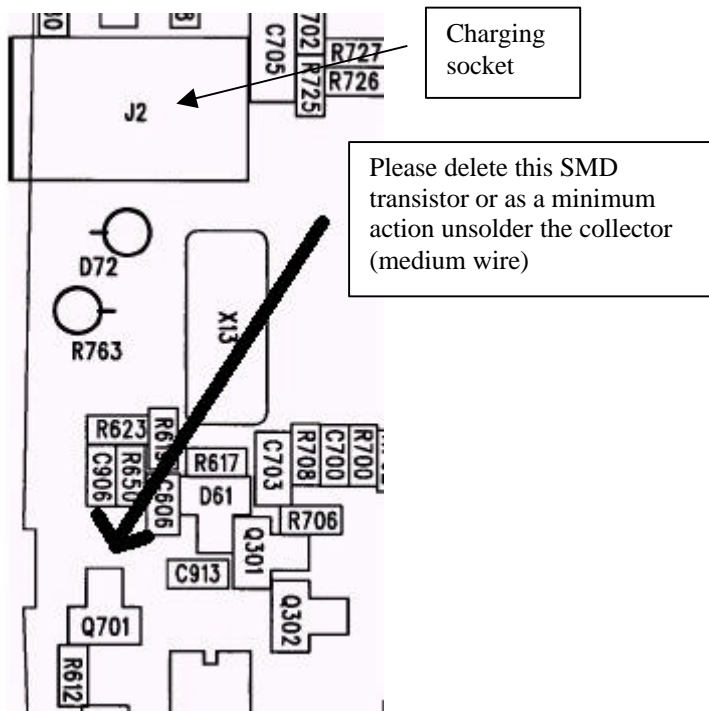 Charging
socket
Please delete this SMD
transistor or as a minimum
action unsolder the collector
(medium wire)
C705
R725
R727
R726
J2
D72
R763
X13
R623
C906
R650
C606
R617
D61
C703
R708
C700
R700
R706
Q301
C913
Q302
Q701
R612